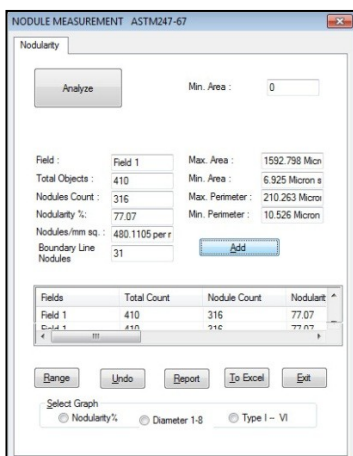 NODULE MEASUREMENT ASTM247-67
Nodularity
Analyze
Min. Area : 0
Field : Field 1
Max. Area : 1592.798 Micn
Total Objects : 410
Min. Area : 6.925 Micron s
Nodules Count : 316
Max. Perimeter : 210.263 Micror
Nodularity %: 77.07
Min. Perimeter : 10.526 Micron
Nodules/mm sq. : 480.1105 per r
Boundary Line
Nodules 31
Add
Fields Total Count Nodule Count Nodularit
Field 1 410 316 77.07
Field 1 410 316 77.07
Range Undo Report To Excel Exit
Select Graph
Nodularity% Diameter 1-8 Type I – VI